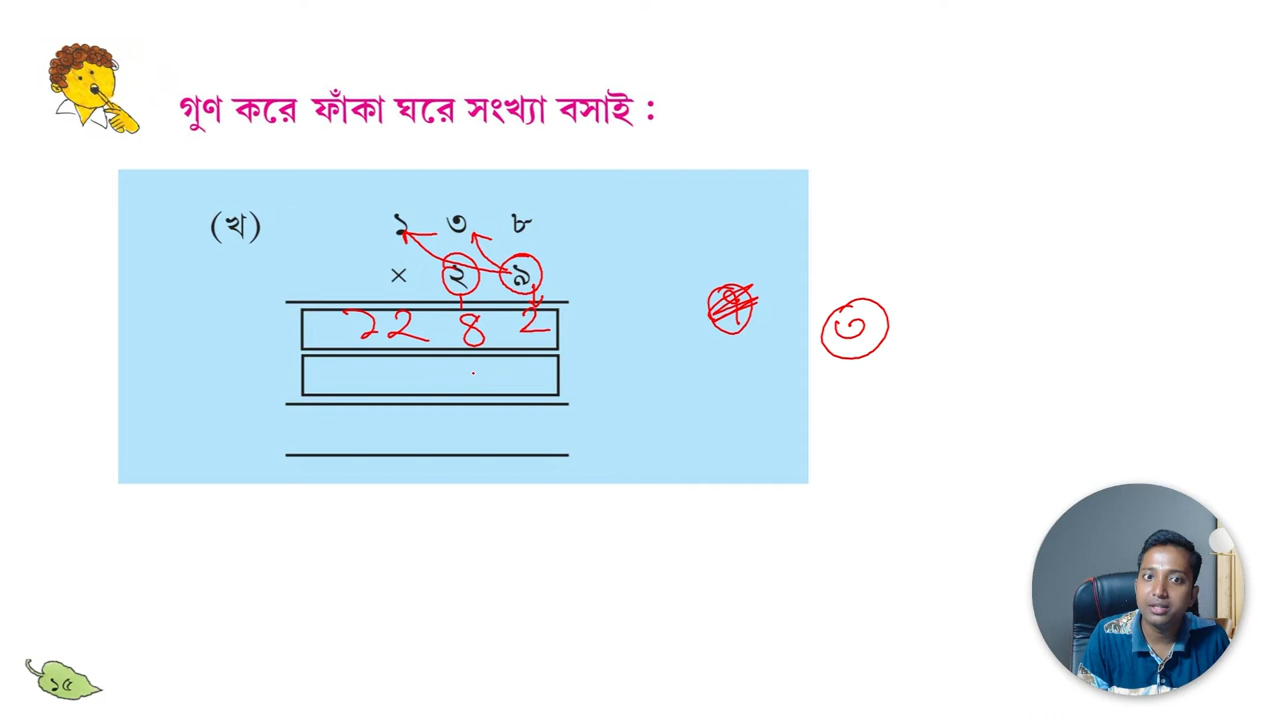 গুণ করে ফাঁকা ঘরে সংখ্যা বসাই :
(খ) ১ ৩ ৮
× ২ ৯
১২ ৪ ২
৩
১৫